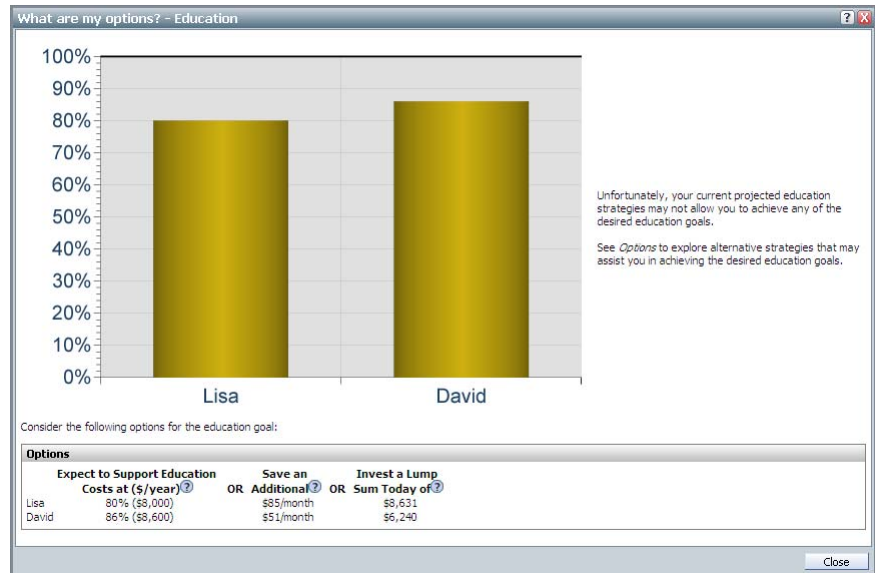 What are my options? - Education
100%
90%
80%
70%
60%
50%
40%
30%
20%
10%
0%
Lisa
David
Unfortunately, your current projected education
strategies may not allow you to achieve any of the
desired education goals.
See Options to explore alternative strategies that may
assist you in achieving the desired education goals.
Consider the following options for the education goal:
Options
Expect to Support Education Save an Invest a Lump
Costs at ($/year)? OR Additional? OR Sum Today of?
Lisa 80% ($8,000) $85/month $8,631
David 86% ($8,600) $51/month $6,240
Close